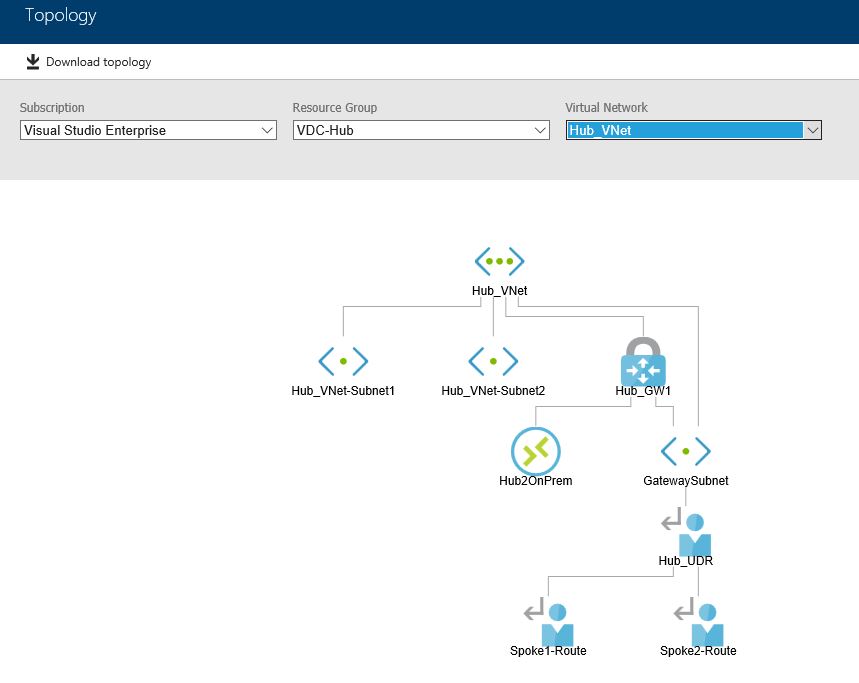 Topology
Download topology
Subscription
Resource Group
Virtual Network
Visual Studio Enterprise
VDC-Hub
Hub_VNet
Hub_VNet
Hub_VNet-Subnet1
Hub_VNet-Subnet2
Hub_GW1
Hub2OnPrem
GatewaySubnet
Hub_UDR
Spoke1-Route
Spoke2-Route